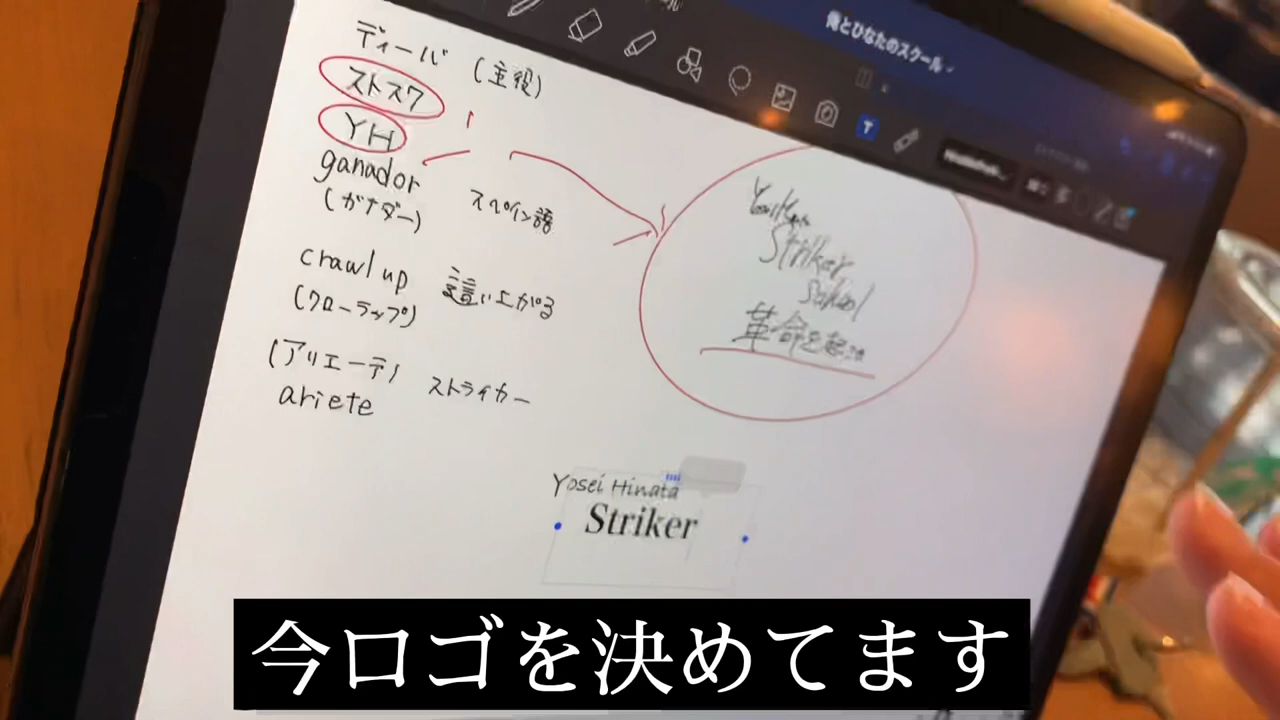 俺とひなたのスクール
ディーバ (主役)
ストスク
YH
ganador
(ガナダー) スペイン語
crawl up 這い上がる
(クローラップ)
(アリエーテ) ストライカー
ariete
Striker
School
革命を起こす
Yosei Hinata
Striker
今ロゴを決めてます